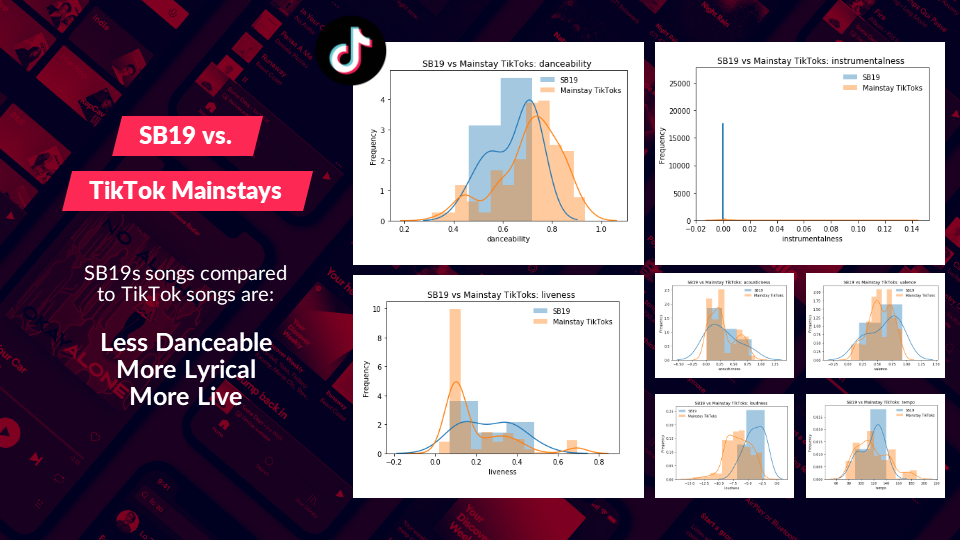 SB19 vs.
TikTok Mainstays
SB19s songs compared
to TikTok songs are:
Less Danceable
More Lyrical
More Live
SB19 vs Mainstay TikToks: danceability
SB19
Mainstay TikToks
Frequency
4
3
2
1
0
0.2 0.4 0.6 0.8 1.0
danceability
SB19 vs Mainstay TikToks: instrumentalness
SB19
Mainstay TikToks
Frequency
25000
20000
15000
10000
5000
0
−0.02 0.00 0.02 0.04 0.06 0.08 0.10 0.12 0.14
instrumentalness
SB19 vs Mainstay TikToks: liveness
SB19
Mainstay TikToks
Frequency
10
8
6
4
2
0
−0.2 0.0 0.2 0.4 0.6 0.8
liveness
SB19 vs Mainstay TikToks: acousticness
SB19
Mainstay TikToks
Frequency
acousticness
SB19 vs Mainstay TikToks: valence
SB19
Mainstay TikToks
Frequency
valence
SB19 vs Mainstay TikToks: loudness
SB19
Mainstay TikToks
Frequency
loudness
SB19 vs Mainstay TikToks: tempo
SB19
Mainstay TikToks
Frequency
tempo
9:41